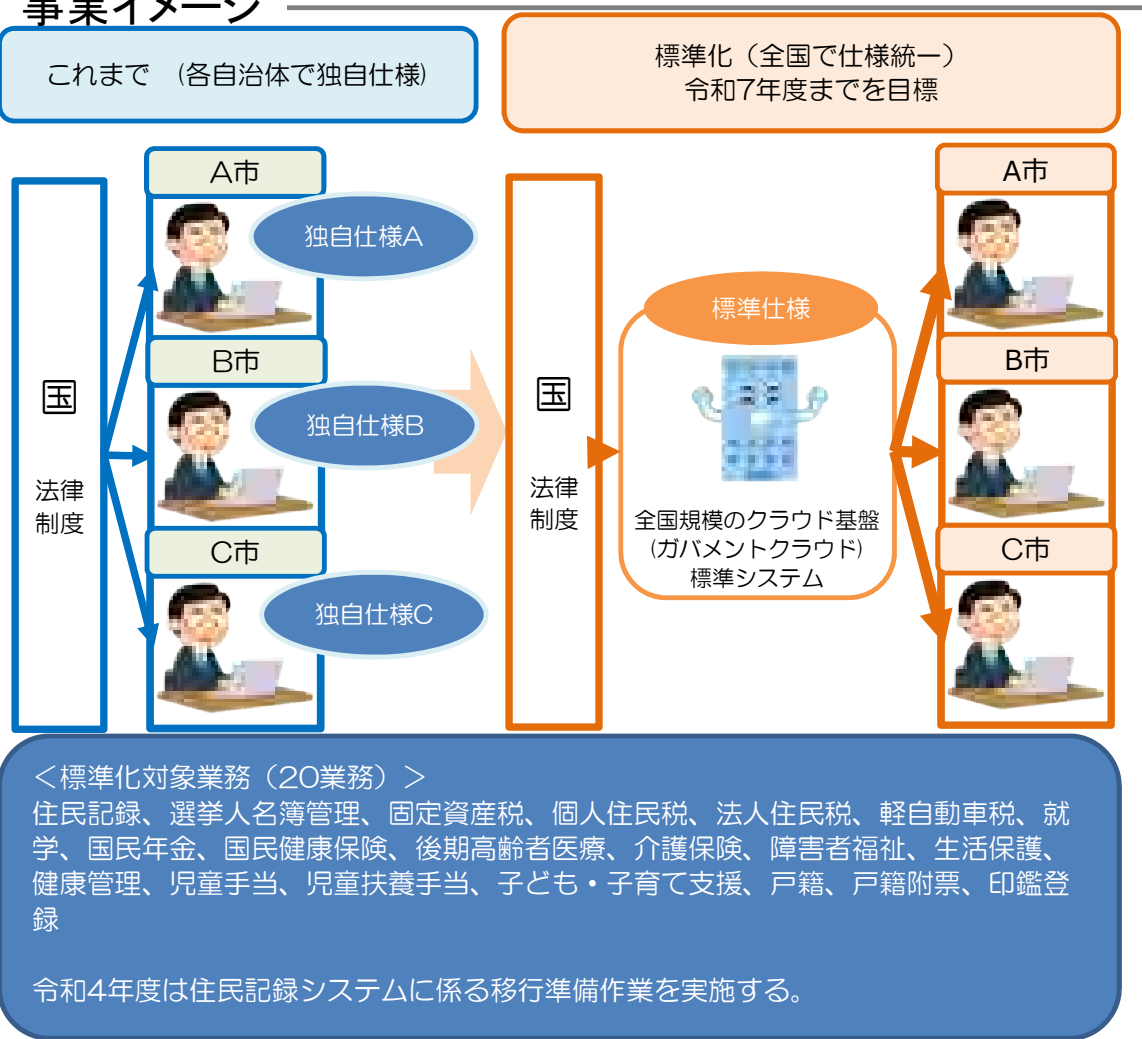 事業イメージ
これまで (各自治体で独自仕様)
標準化（全国で仕様統一）
令和7年度までを目標
国
法律
制度
A市
独自仕様A
B市
独自仕様B
C市
独自仕様C
国
法律
制度
標準仕様
全国規模のクラウド基盤
(ガバメントクラウド)
標準システム
A市
B市
C市
＜標準化対象業務（20業務）＞
住民記録、選挙人名簿管理、固定資産税、個人住民税、法人住民税、軽自動車税、就
学、国民年金、国民健康保険、後期高齢者医療、介護保険、障害者福祉、生活保護、
健康管理、児童手当、児童扶養手当、子ども・子育て支援、戸籍、戸籍附票、印鑑登
録
令和4年度は住民記録システムに係る移行準備作業を実施する。